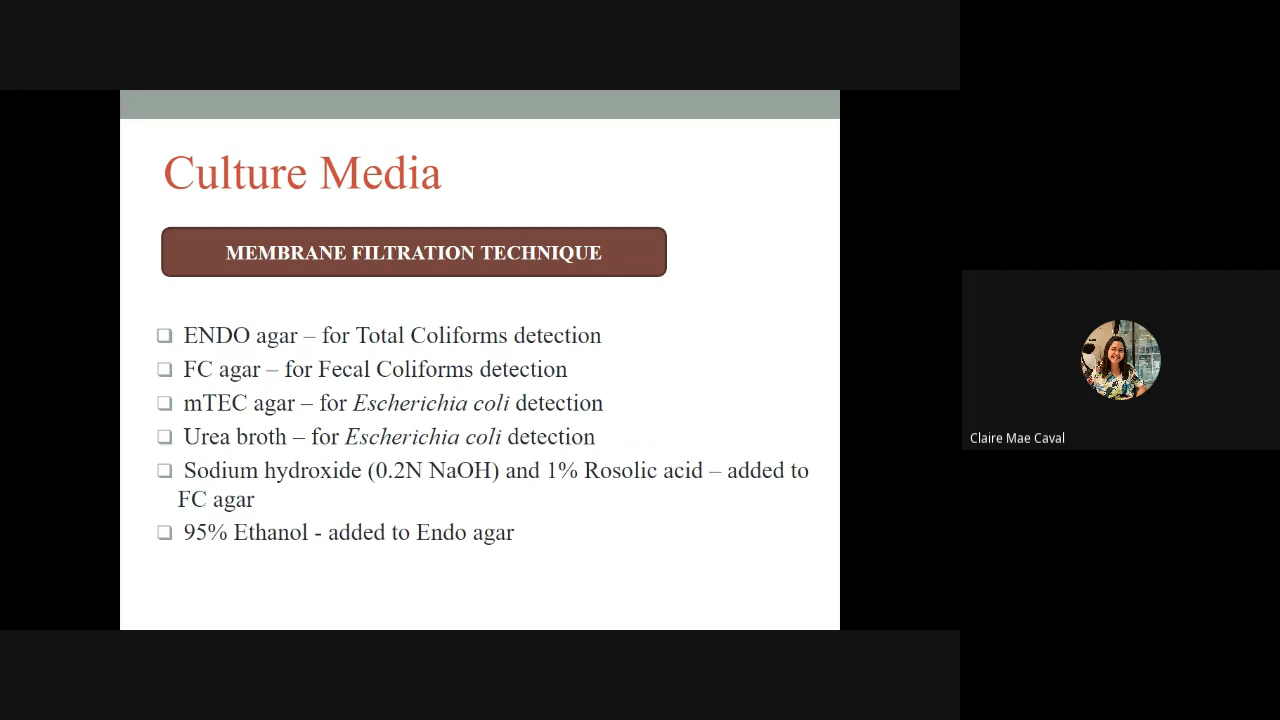 Culture Media
MEMBRANE FILTRATION TECHNIQUE
❑ ENDO agar – for Total Coliforms detection
❑ FC agar – for Fecal Coliforms detection
❑ mTEC agar – for Escherichia coli detection
❑ Urea broth – for Escherichia coli detection
❑ Sodium hydroxide (0.2N NaOH) and 1% Rosolic acid – added to
FC agar
❑ 95% Ethanol - added to Endo agar
Claire Mae Caval